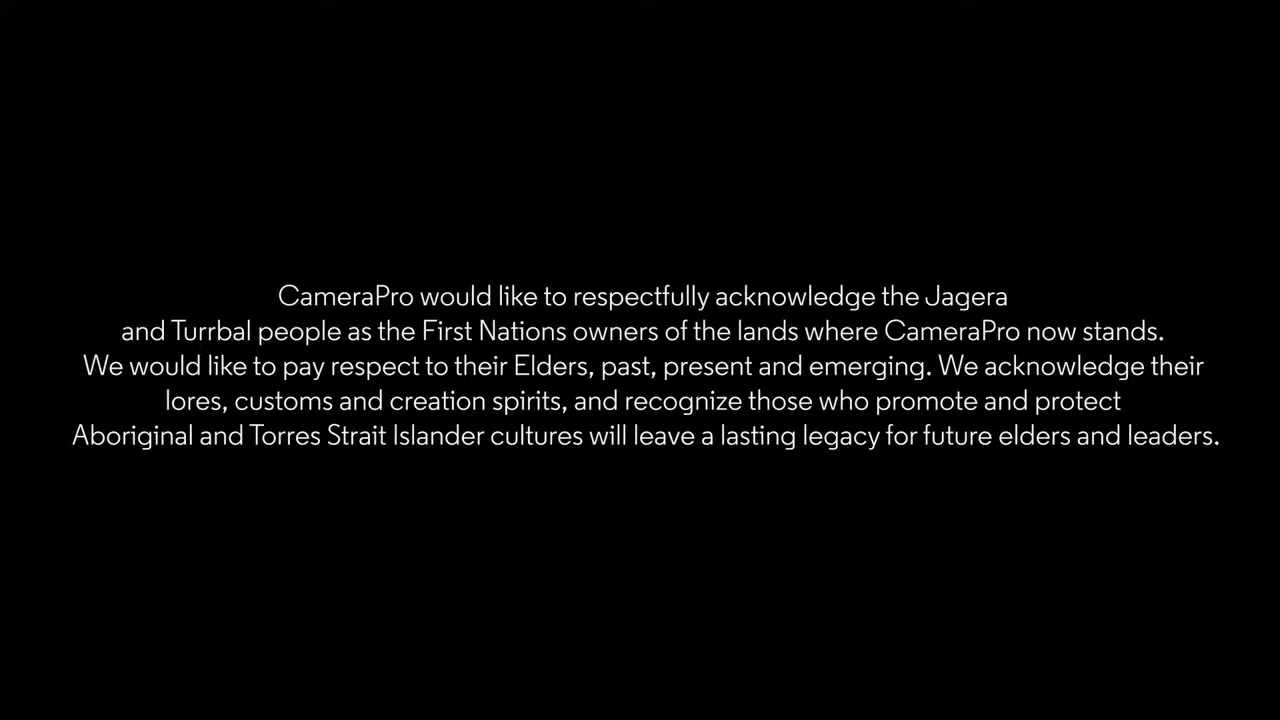 CameraPro would like to respectfully acknowledge the Jagera
and Turrbal people as the First Nations owners of the lands where CameraPro now stands.
We would like to pay respect to their Elders, past, present and emerging. We acknowledge their
lores, customs and creation spirits, and recognize those who promote and protect
Aboriginal and Torres Strait Islander cultures will leave a lasting legacy for future elders and leaders.